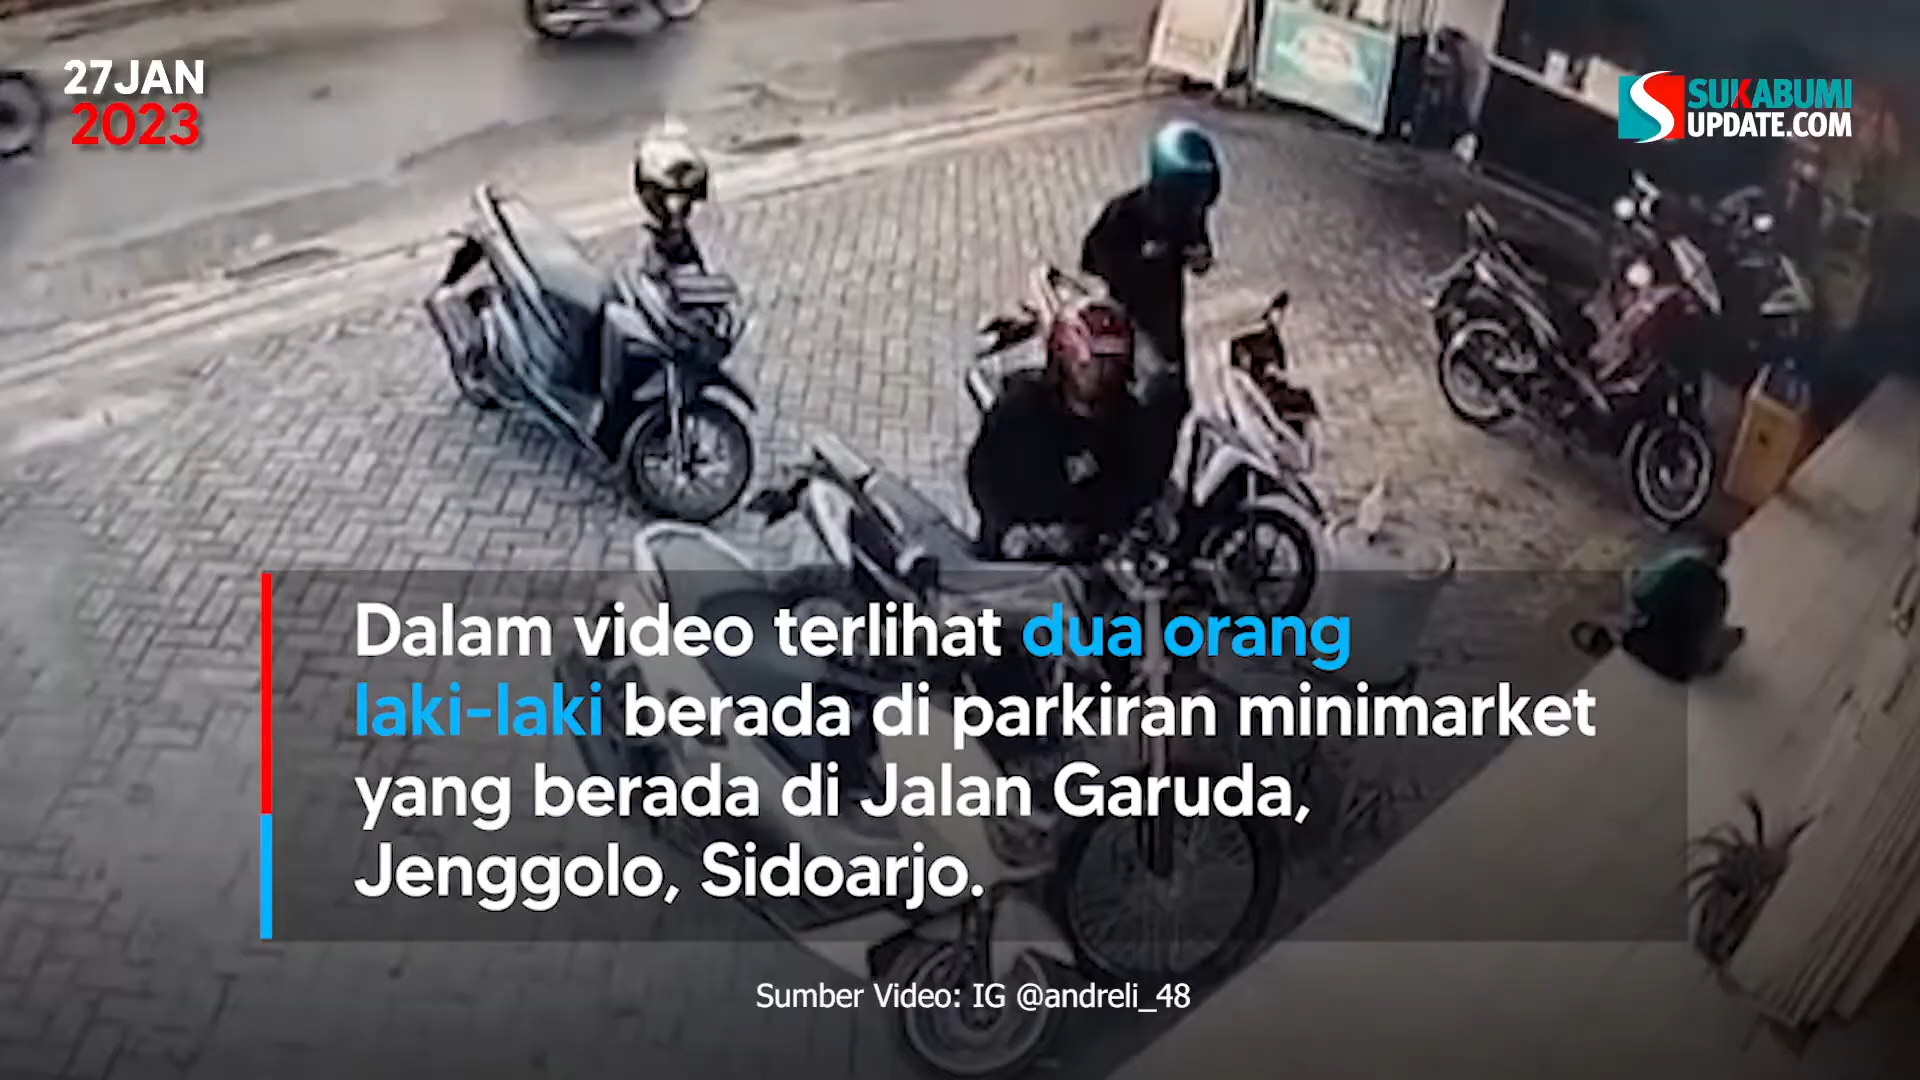 27JAN
2023
SUKABUMI
UPDATE.COM
Dalam video terlihat dua orang
laki-laki berada di parkiran minimarket
yang berada di Jalan Garuda,
Jenggolo, Sidoarjo.
Sumber Video: IG @andreli_48